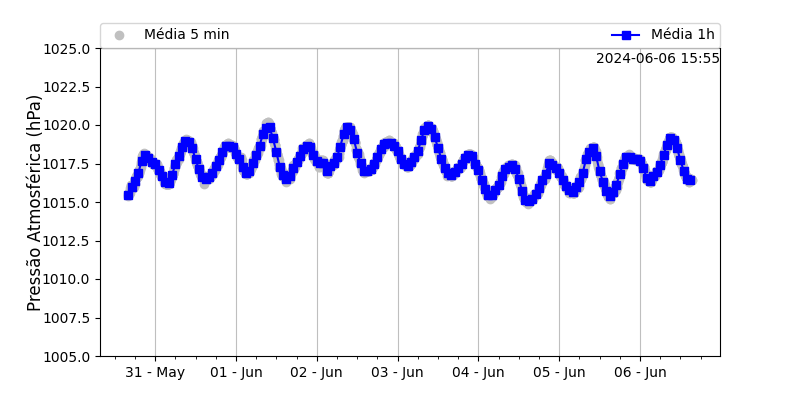 Média 5 min
Média 1h
2024-06-06 15:55
Pressão Atmosférica (hPa)
1025.0
1022.5
1020.0
1017.5
1015.0
1012.5
1010.0
1007.5
1005.0
31 - May
01 - Jun
02 - Jun
03 - Jun
04 - Jun
05 - Jun
06 - Jun